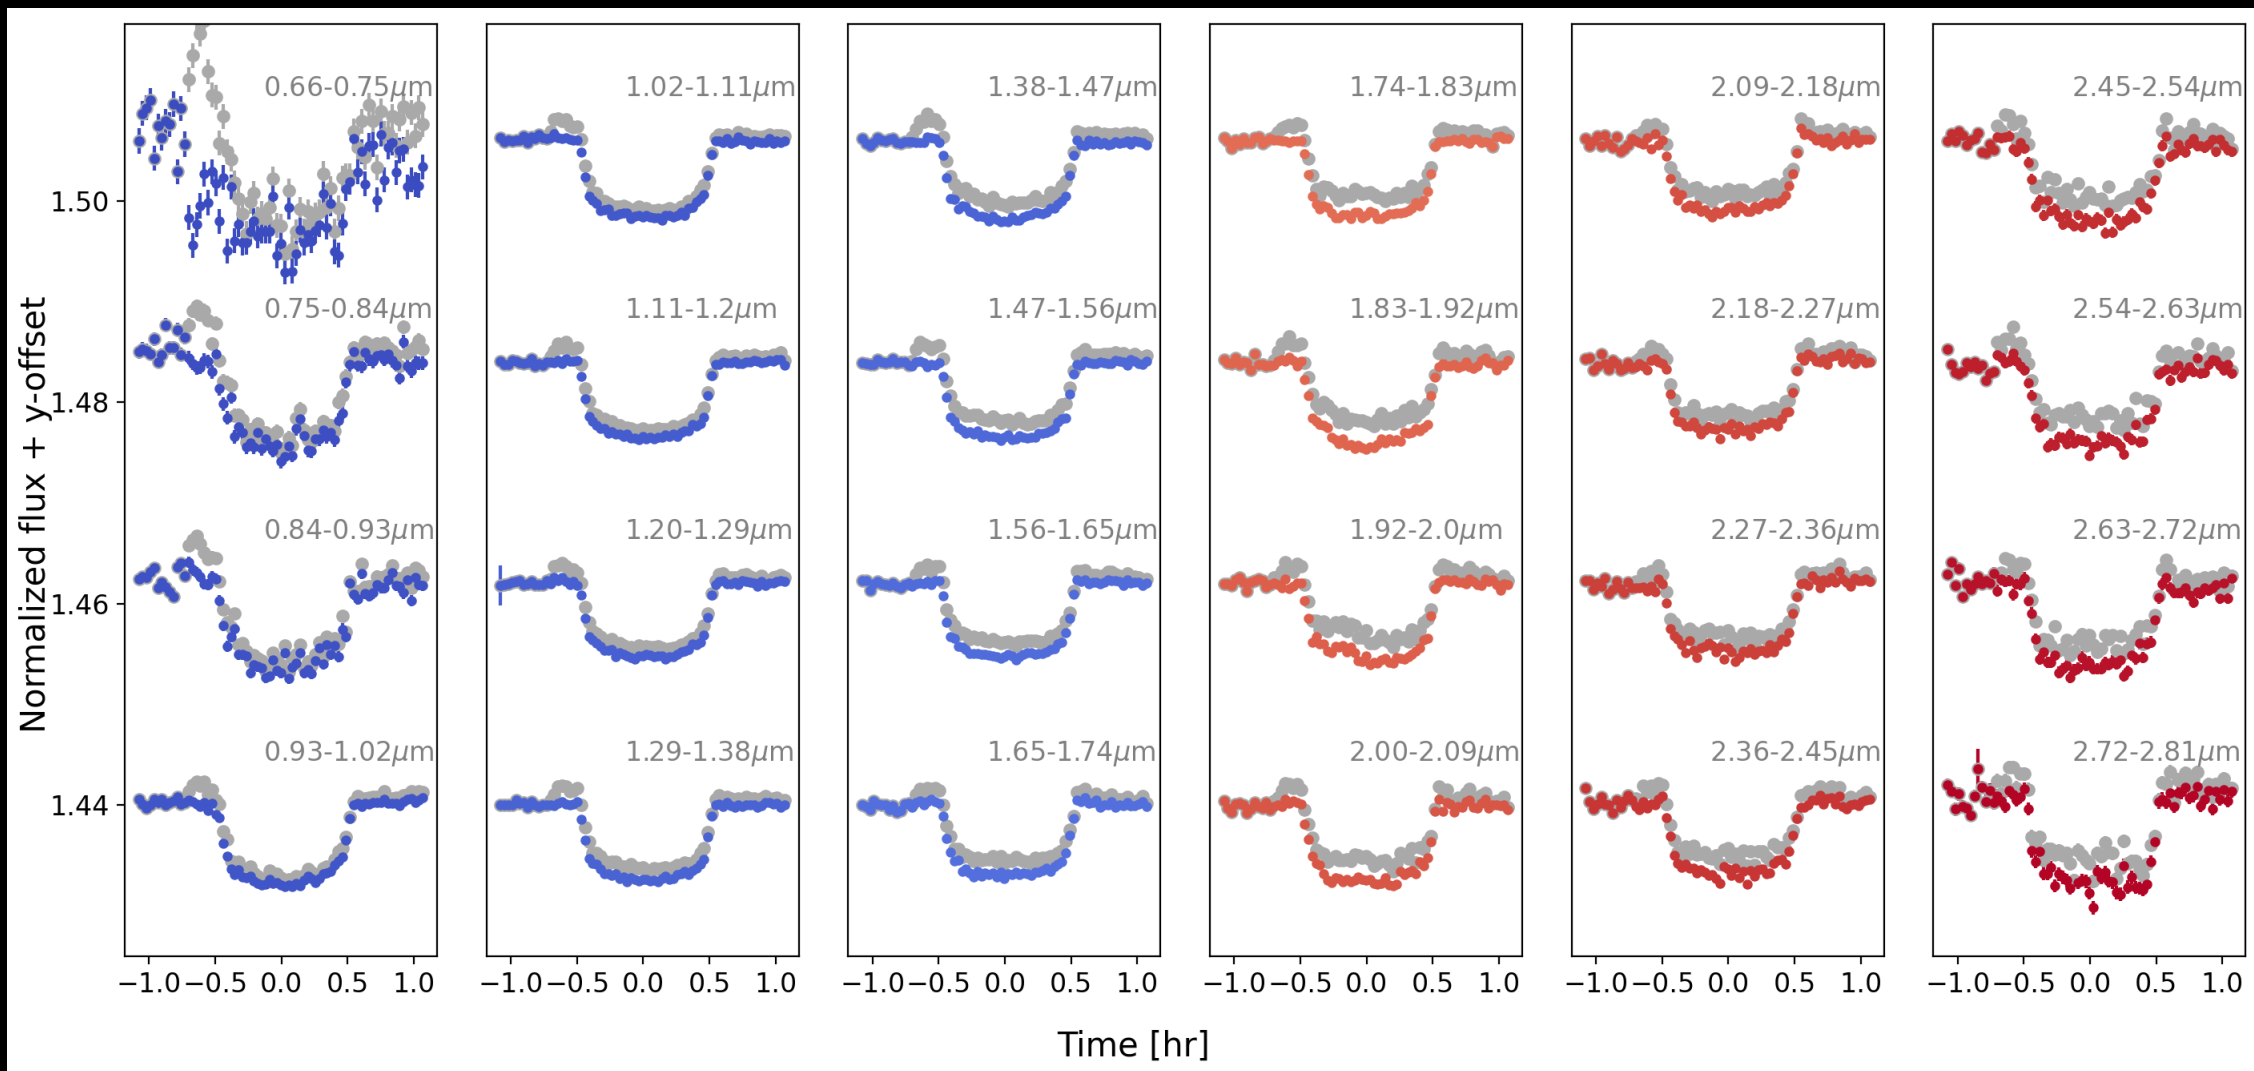 0.66-0.75μm
1.02-1.11μm
1.38-1.47μm
1.74-1.83μm
2.09-2.18μm
2.45-2.54μm
1.50
0.75-0.84μm
1.11-1.2μm
1.47-1.56μm
1.83-1.92μm
2.18-2.27μm
2.54-2.63μm
1.48
Normalized flux + y-offset
0.84-0.93μm
1.20-1.29μm
1.56-1.65μm
1.92-2.0μm
2.27-2.36μm
2.63-2.72μm
1.46
0.93-1.02μm
1.29-1.38μm
1.65-1.74μm
2.00-2.09μm
2.36-2.45μm
2.72-2.81μm
1.44
−1.0 −0.5 0.0 0.5 1.0
−1.0 −0.5 0.0 0.5 1.0
−1.0 −0.5 0.0 0.5 1.0
−1.0 −0.5 0.0 0.5 1.0
−1.0 −0.5 0.0 0.5 1.0
−1.0 −0.5 0.0 0.5 1.0
Time [hr]